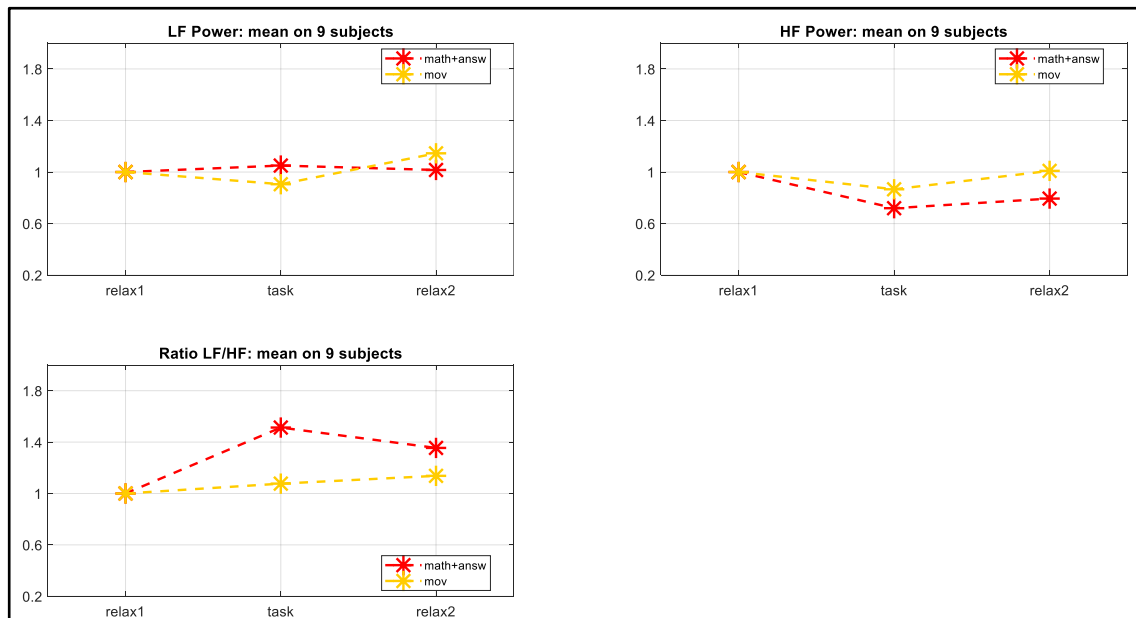 LF Power: mean on 9 subjects
math+answ
mov
1.8
1.4
1
0.6
0.2
relax1 task relax2
HF Power: mean on 9 subjects
math+answ
mov
1.8
1.4
1
0.6
0.2
relax1 task relax2
Ratio LF/HF: mean on 9 subjects
1.8
1.4
1
0.6
0.2
math+answ
mov
relax1 task relax2